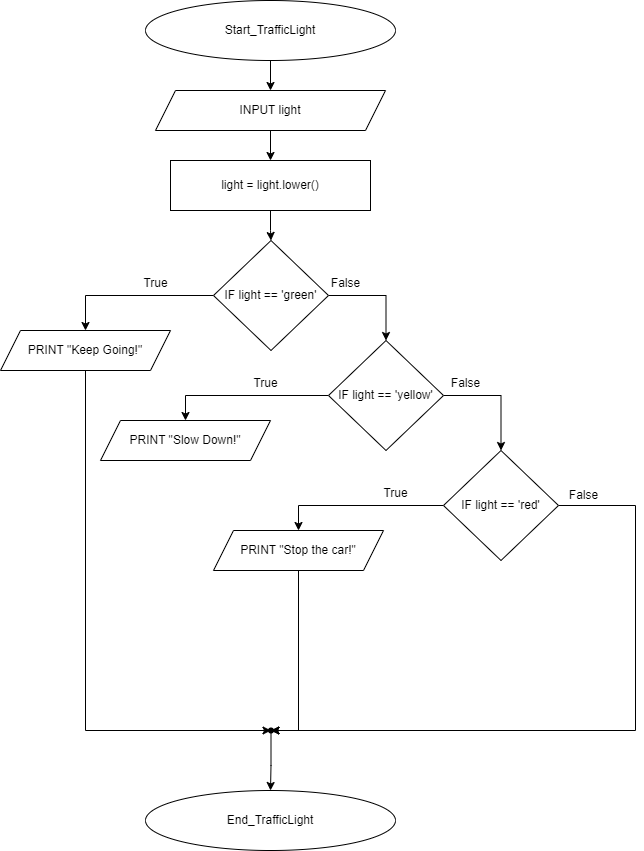 Start_TrafficLight
INPUT light
light = light.lower()
True
IF light == 'green'
False
PRINT "Keep Going!"
True
IF light == 'yellow'
False
PRINT "Slow Down!"
True
IF light == 'red'
False
PRINT "Stop the car!"
End_TrafficLight